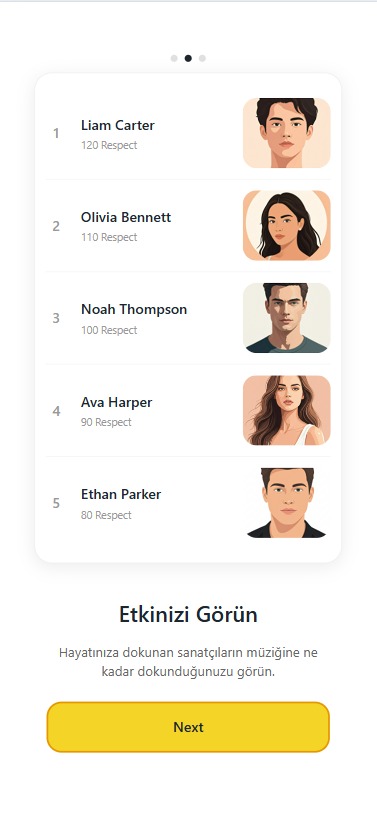 1
Liam Carter
120 Respect
2
Olivia Bennett
110 Respect
3
Noah Thompson
100 Respect
4
Ava Harper
90 Respect
5
Ethan Parker
80 Respect
Etkinizi Görün
Hayatınıza dokunan sanatçıların müziğine ne
kadar dokunduğunuzu görün.
Next